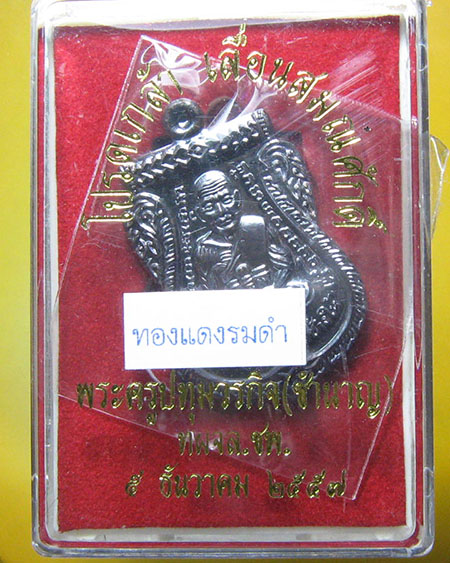 โปรดเกล้า เลื่อนสมณศักดิ์
ทองแดงรมดำ
พระครูปทุมวรกิจ(ชำนาญ)
๕ ธันวาคม ๒๕๕๗